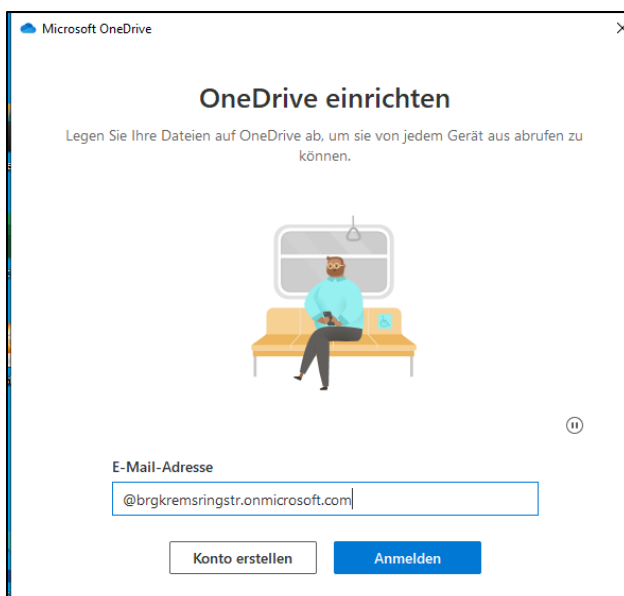 Microsoft OneDrive
OneDrive einrichten
Legen Sie Ihre Dateien auf OneDrive ab, um sie von jedem Gerät aus abrufen zu
können.
E-Mail-Adresse
@brgkremsringstr.onmicrosoft.com
Konto erstellen Anmelden